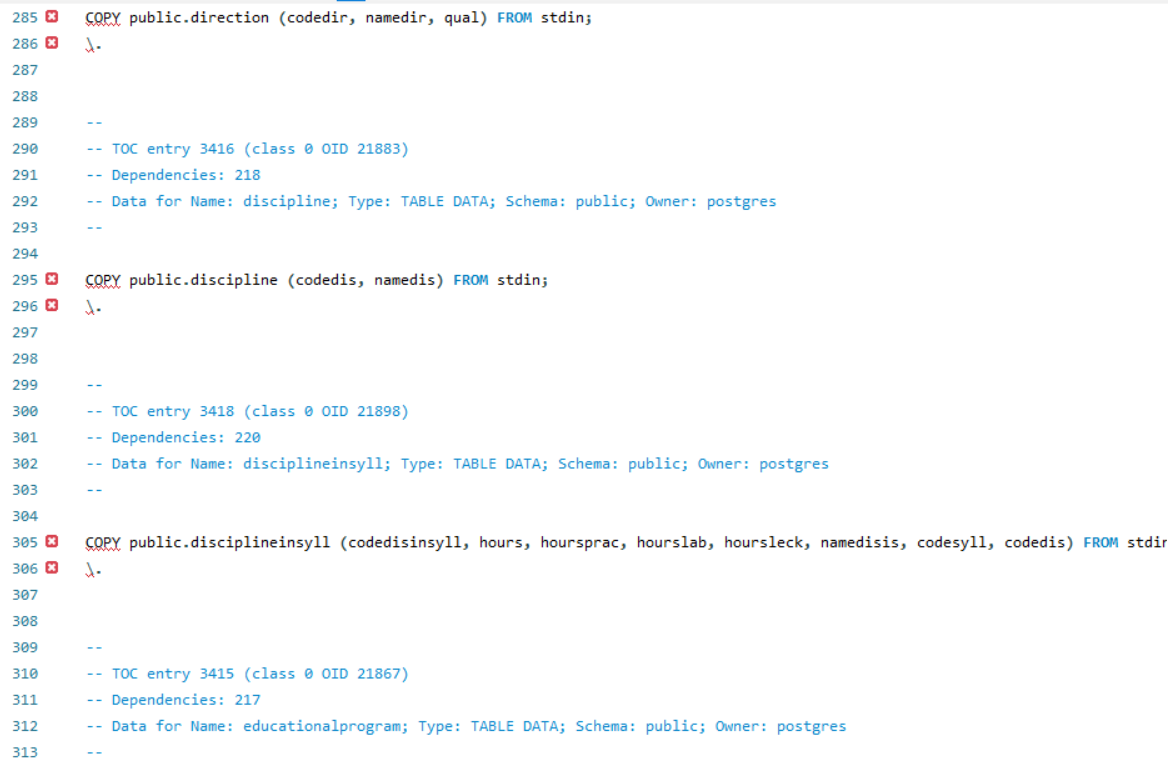 285 COPY public.direction (codedir, namedir, qual) FROM stdin;
286 \.
287
288
289 --
290 -- TOC entry 3416 (class 0 OID 21883)
291 -- Dependencies: 218
292 -- Data for Name: discipline; Type: TABLE DATA; Schema: public; Owner: postgres
293 --
294
295 COPY public.discipline (codedis, namedis) FROM stdin;
296 \.
297
298
299 --
300 -- TOC entry 3418 (class 0 OID 21898)
301 -- Dependencies: 220
302 -- Data for Name: disciplineinsyll; Type: TABLE DATA; Schema: public; Owner: postgres
303 --
304
305 COPY public.disciplineinsyll (codedisinsyll, hours, hoursprac, hourslab, hoursleck, namedisis, codesyll, codedis) FROM
306 \.
307
308
309 --
310 -- TOC entry 3415 (class 0 OID 21867)
311 -- Dependencies: 217
312 -- Data for Name: educationalprogram; Type: TABLE DATA; Schema: public; Owner: postgres
313 --